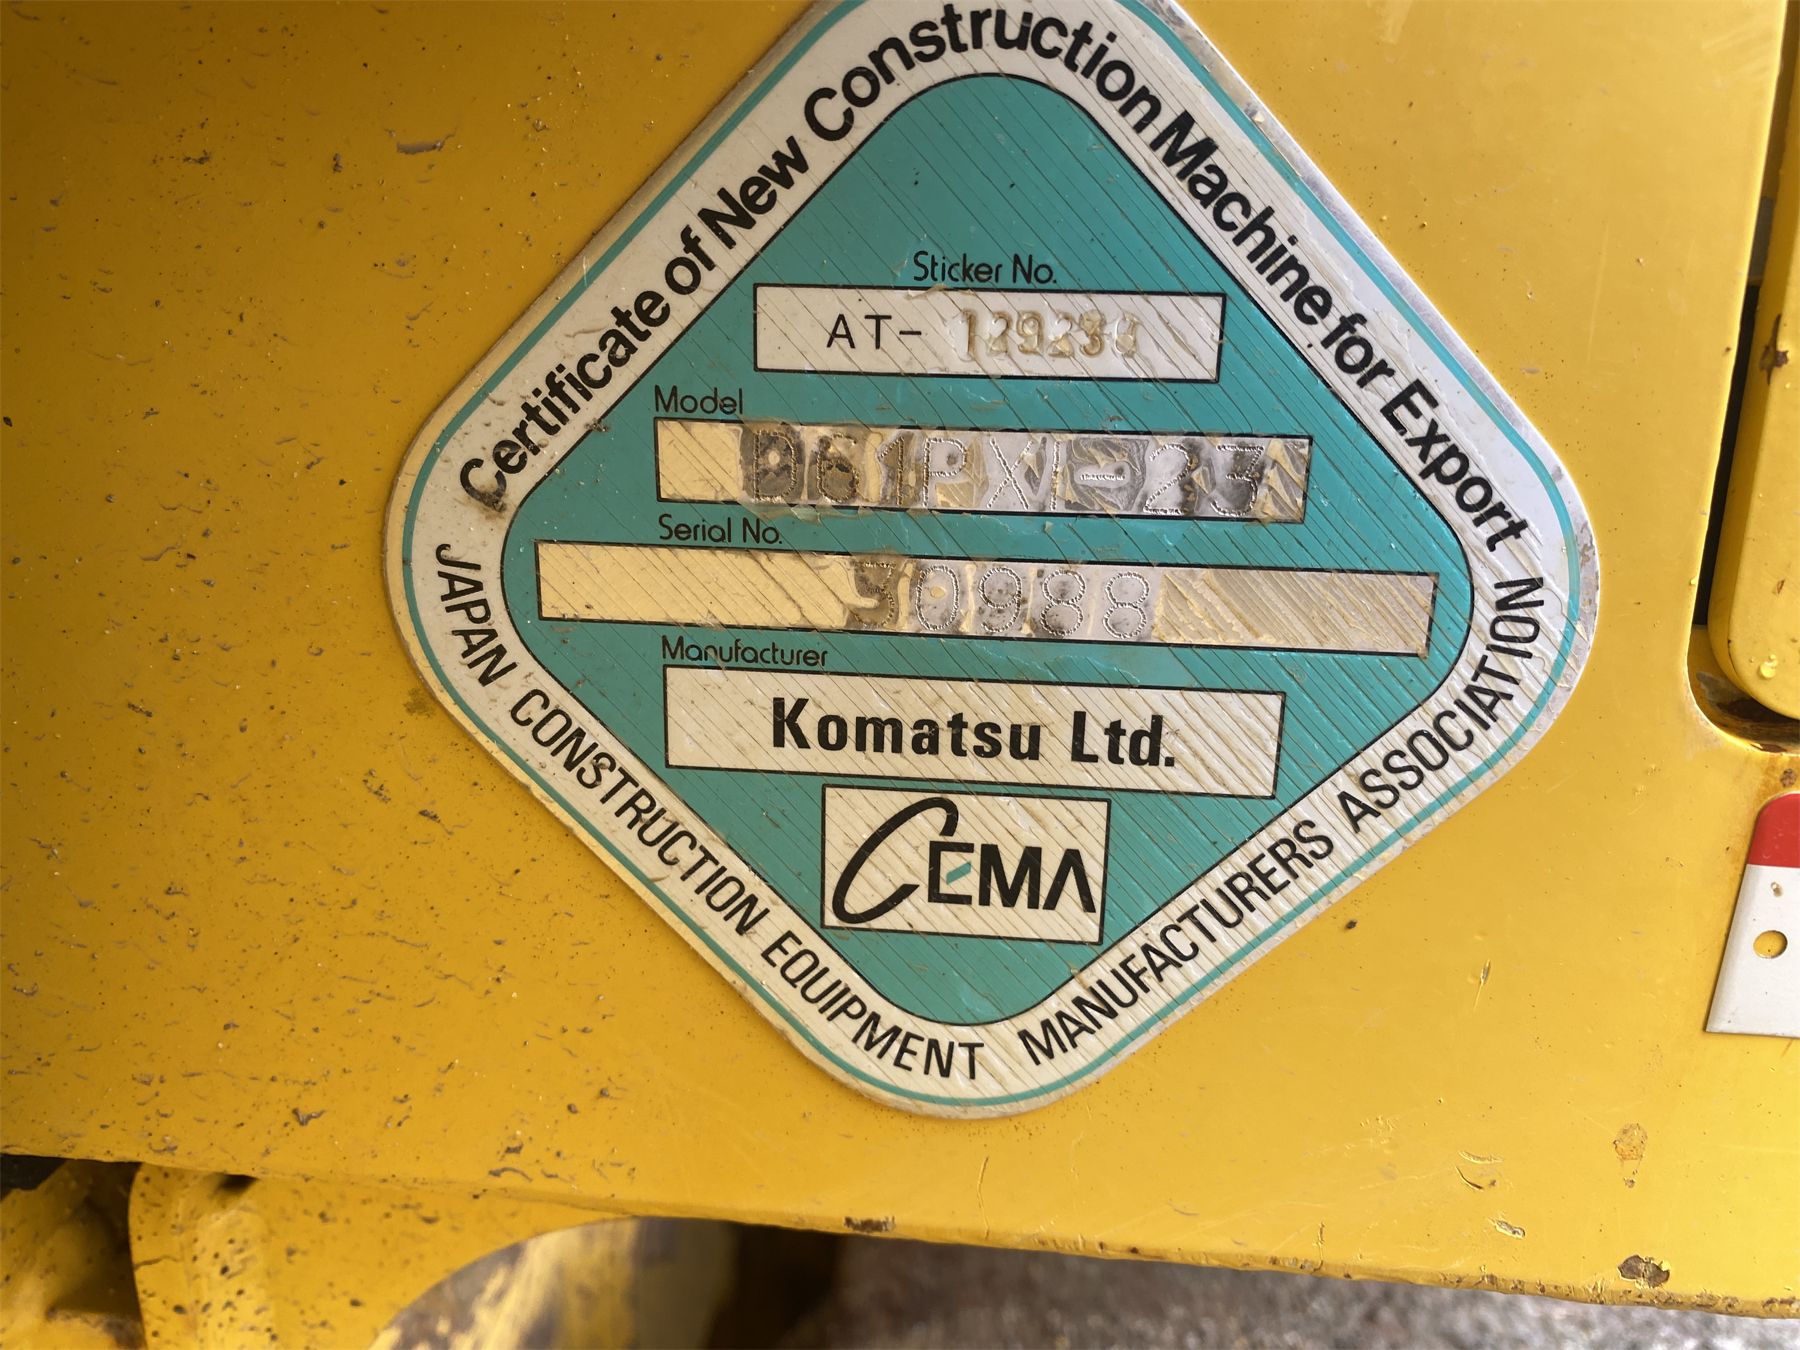 Certificate of New Construction Machine for Export
Sticker No.
AT-
Model
D61PXI-23
Serial No.
30988
Manufacturer
Komatsu Ltd.
CEMA
JAPAN CONSTRUCTION EQUIPMENT MANUFACTURERS ASSOCIATION